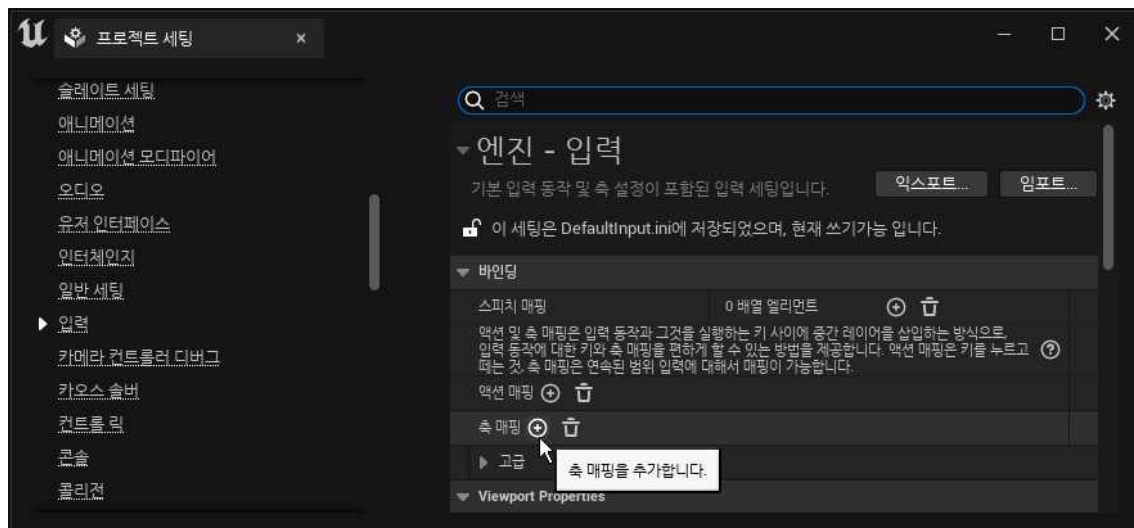 프로젝트 세팅
슬레이트 세팅
애니메이션
애니메이션 모디파이어
오디오
유저 인터페이스
인터체인지
일반 세팅
입력
카메라 컨트롤러 디버그
카오스 솔버
컨트롤 릭
콘솔
콜리전
검색
엔진 - 입력
기본 입력 동작 및 축 설정이 포함된 입력 세팅입니다.
익스포트...
임포트...
이 세팅은 DefaultInput.ini에 저장되었으며, 현재 쓰기가능 입니다.
바인딩
스피치 매핑
0 배열 엘리먼트
액션 및 축 매핑은 입력 동작과 그것을 실행하는 키 사이에 중간 레이어을 삽입하는 방식으로,
입력 동작에 대한 키와 축 매핑을 편하게 할 수 있는 방법을 제공합니다. 액션 매핑은 키를 누르고
떼는 것, 축 매핑은 연속된 범위 입력에 대해서 매핑이 가능합니다.
액션 매핑
축 매핑
고급
축 매핑을 추가합니다.
Viewport Properties